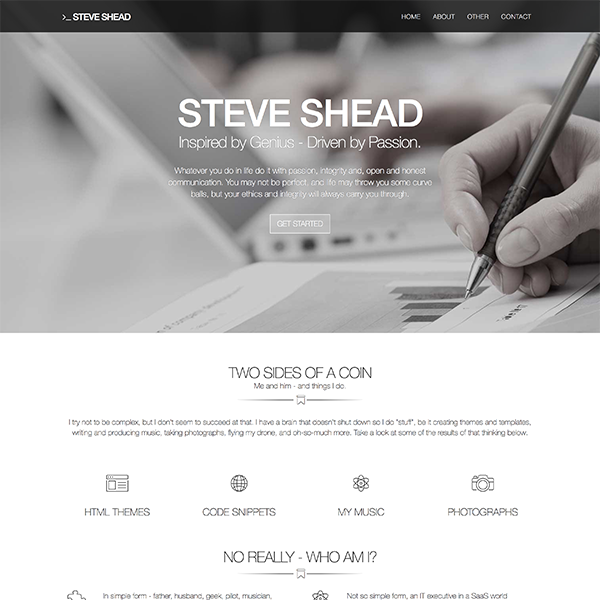 >_ STEVE SHEAD
HOME ABOUT OTHER CONTACT
STEVE SHEAD
Inspired by Genius - Driven by Passion.
Whatever you do in life do it with passion, integrity and, open and honest
communication. You may not be perfect, and life may throw you some curve
balls, but your ethics and integrity will always carry you through.
GET STARTED
TWO SIDES OF A COIN
Me and him - and things I do.
I try not to be complex, but I don't seem to succeed at that. I have a brain that doesn't shut down so I do "stuff", be it creating themes and templates,
writing and producing music, taking photographs, flying my drone, and oh-so-much more. Take a look at some of the results of that thinking below.
HTML THEMES
CODE SNIPPETS
MY MUSIC
PHOTOGRAPHS
NO REALLY - WHO AM I?
In simple form - father, husband, geek, pilot, musician,
Not so simple form, an IT executive in a SaaS world